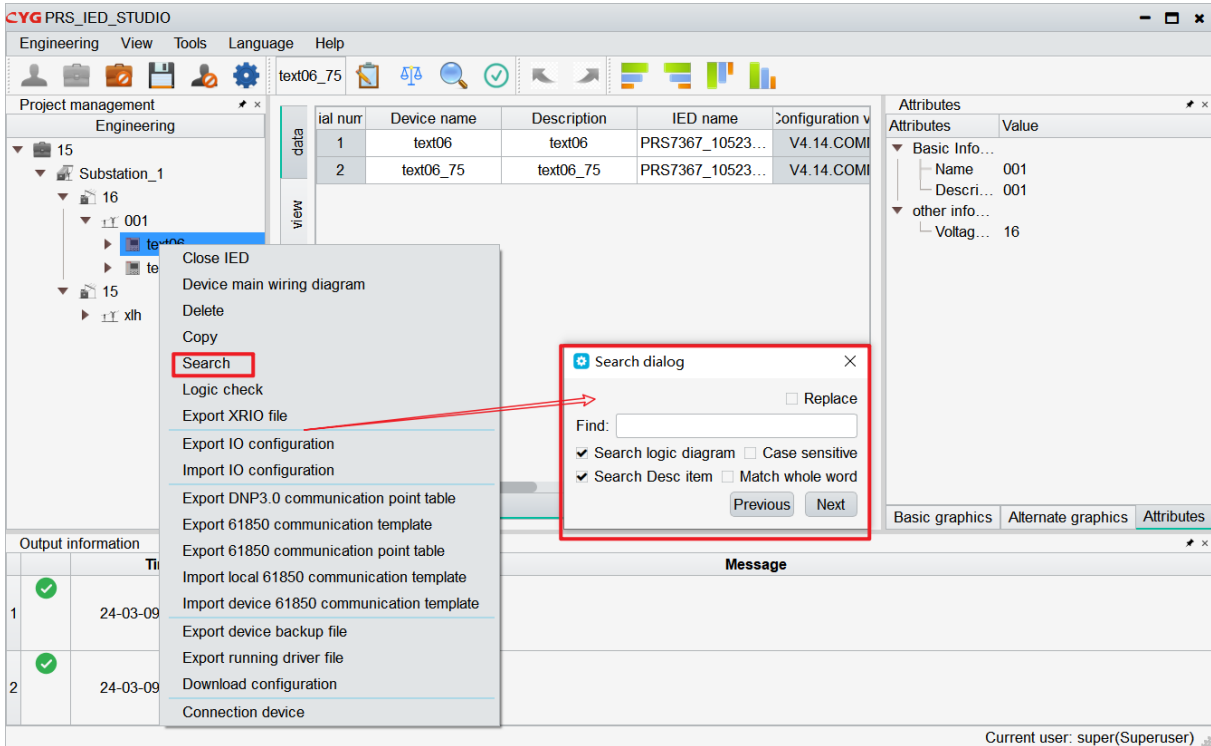 CYG PRS_IED_STUDIO
Engineering View Tools Language Help
text06_75
Project management
Engineering
15
Substation_1
16
001
text06
te
15
xlh
data
view
ial num Device name Description IED name Configuration v
1 text06 text06 PRS7367_10523... V4.14.COMI
2 text06_75 text06_75 PRS7367_10523... V4.14.COMI
Attributes
Attributes Value
Basic Info...
Name 001
Descri... 001
other info...
Voltag... 16
Close IED
Device main wiring diagram
Delete
Copy
Search
Logic check
Export XRIO file
Export IO configuration
Import IO configuration
Export DNP3.0 communication point table
Export 61850 communication template
Export 61850 communication point table
Import local 61850 communication template
Import device 61850 communication template
Export device backup file
Export running driver file
Download configuration
Connection device
Search dialog
Replace
Find:
Search logic diagram Case sensitive
Search Desc item Match whole word
Previous Next
Basic graphics Alternate graphics Attributes
Output information
Ti Message
1 24-03-09
2 24-03-09
Current user: super(Superuser)